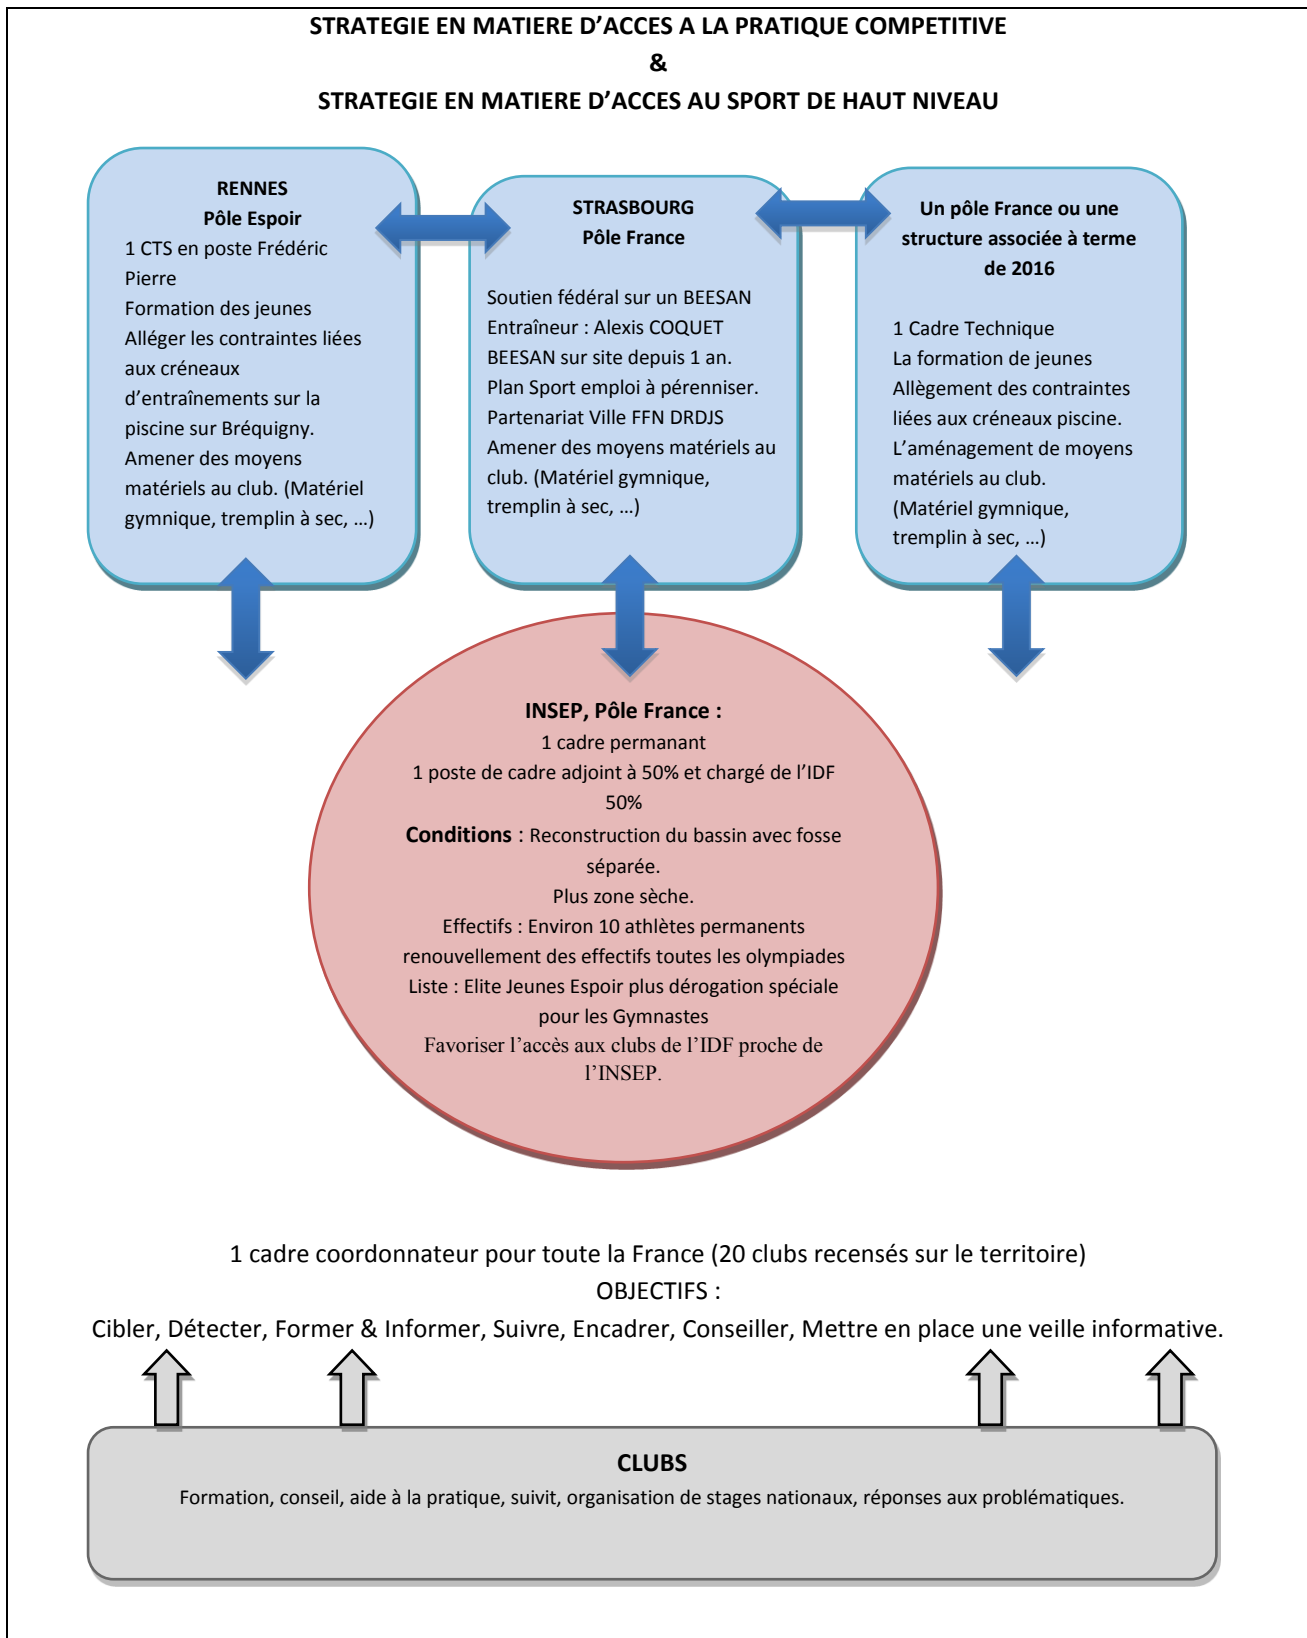 STRATEGIE EN MATIERE D’ACCES A LA PRATIQUE COMPETITIVE
&
STRATEGIE EN MATIERE D’ACCES AU SPORT DE HAUT NIVEAU
RENNES
Pôle Espoir
1 CTS en poste Frédéric
Pierre
Formation des jeunes
Alléger les contraintes liées
aux créneaux
d’entraînements sur la
piscine sur Bréquigny.
Amener des moyens
matériels au club. (Matériel
gymnique, tremplin à sec, …)
STRASBOURG
Pôle France
Soutien fédéral sur un BEESAN
Entraîneur : Alexis COQUET
BEESAN sur site depuis 1 an.
Plan Sport emploi à pérenniser.
Partenariat Ville FFN DRDJS
Amener des moyens matériels au
club. (Matériel gymnique,
tremplin à sec, …)
Un pôle France ou une
structure associée à terme
de 2016
1 Cadre Technique
La formation de jeunes
Allègement des contraintes
liées aux créneaux piscine.
L’aménagement de moyens
matériels au club.
(Matériel gymnique,
tremplin à sec, …)
INSEP, Pôle France :
1 cadre permanant
1 poste de cadre adjoint à 50% et chargé de l’IDF
50%
Conditions : Reconstruction du bassin avec fosse
séparée.
Plus zone sèche.
Effectifs : Environ 10 athlètes permanents
renouvellement des effectifs toutes les olympiades
Liste : Elite Jeunes Espoir plus dérogation spéciale
pour les Gymnastes
Favoriser l’accès aux clubs de l’IDF proche de
l’INSEP.
1 cadre coordonnateur pour toute la France (20 clubs recensés sur le territoire)
OBJECTIFS :
Cibler, Détecter, Former & Informer, Suivre, Encadrer, Conseiller, Mettre en place une veille informative.
CLUBS
Formation, conseil, aide à la pratique, suivit, organisation de stages nationaux, réponses aux problématiques.